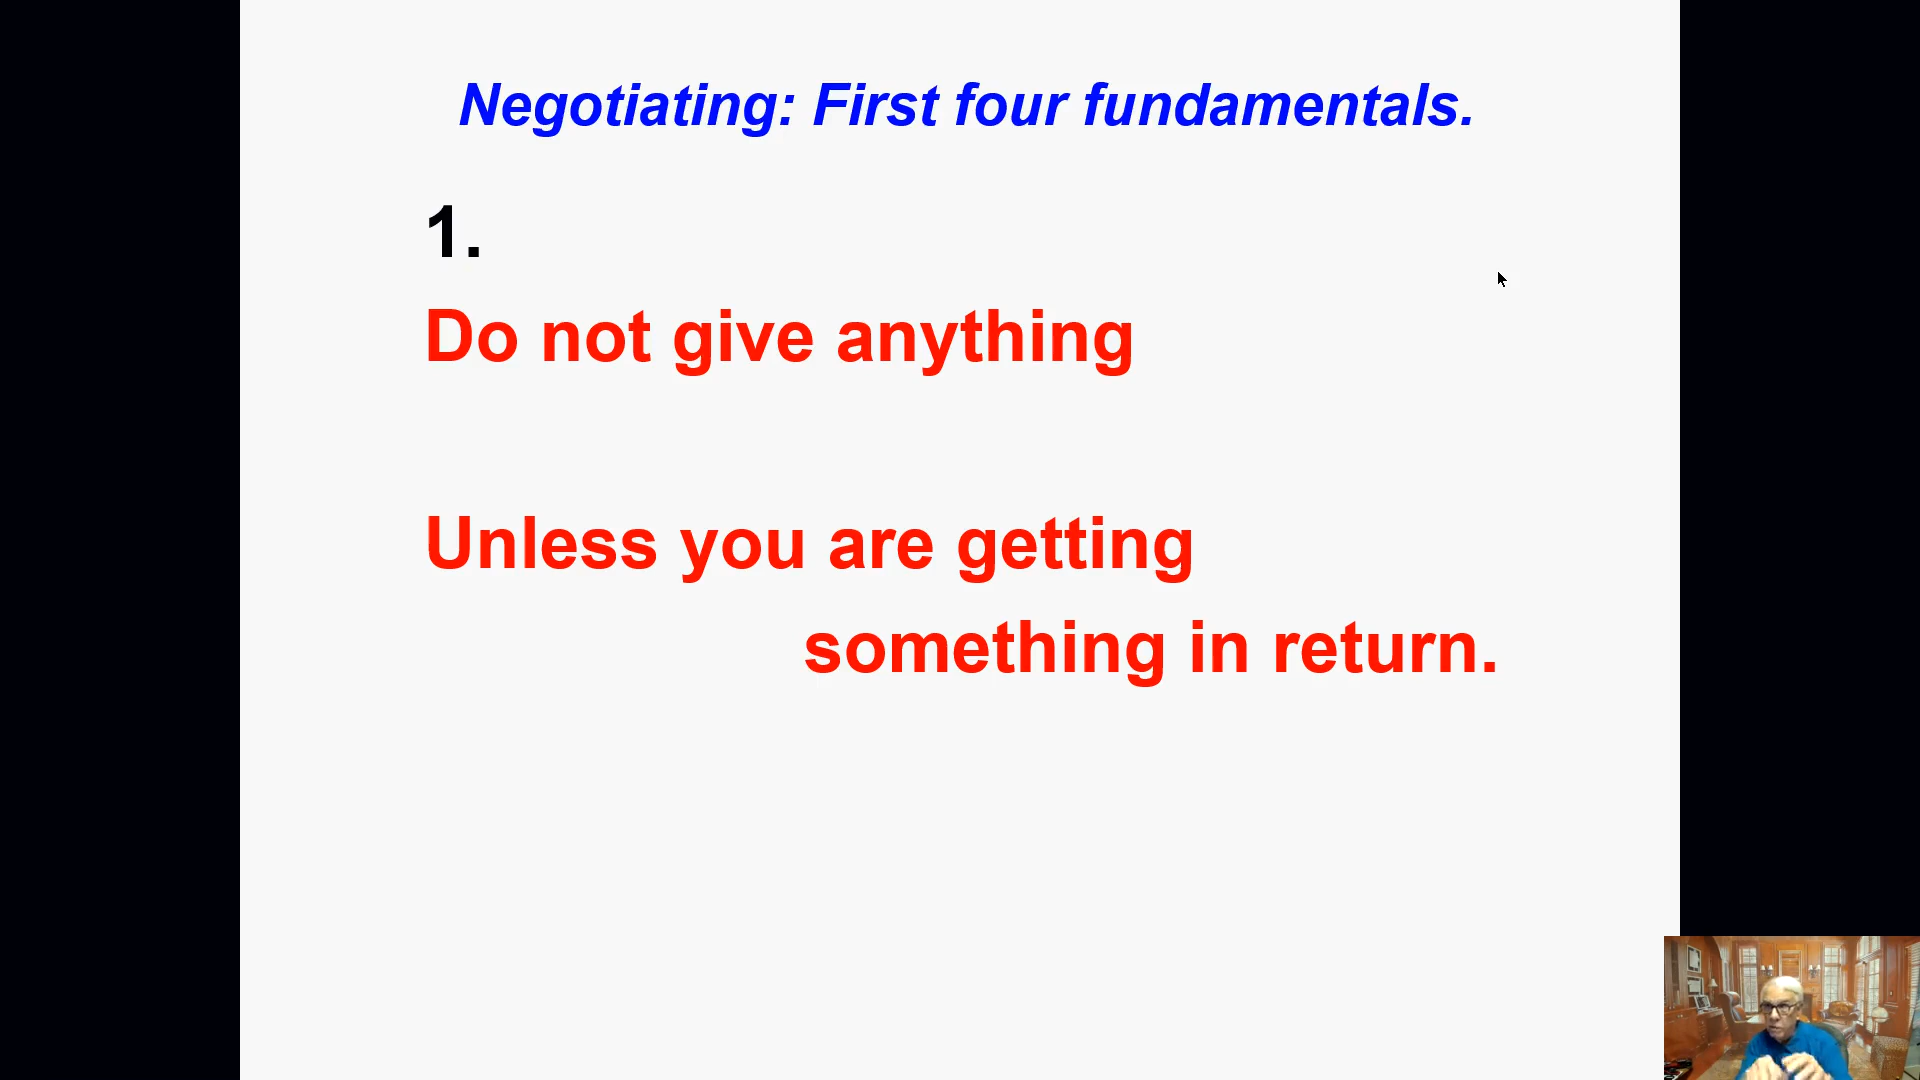 Negotiating: First four fundamentals.
1.
Do not give anything
Unless you are getting
something in return.